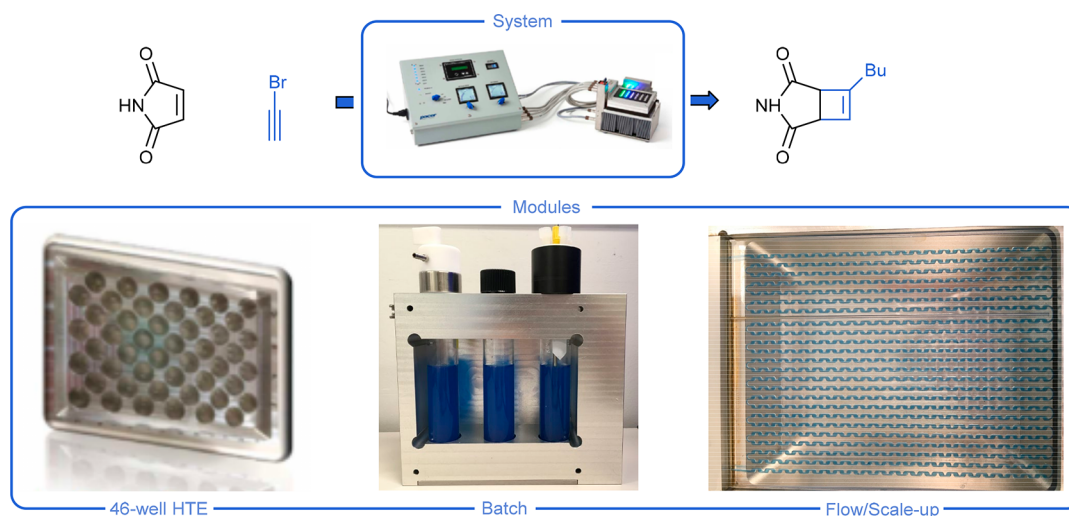 System
O
HN
O
Br
O
NH
O
Bu
Modules
46-well HTE
Batch
Flow/Scale-up